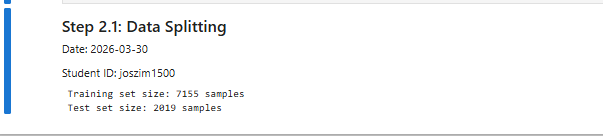 Step 2.1: Data Splitting
Date: 2026-03-30
Student ID: joszim1500
Training set size: 7155 samples
Test set size: 2019 samples